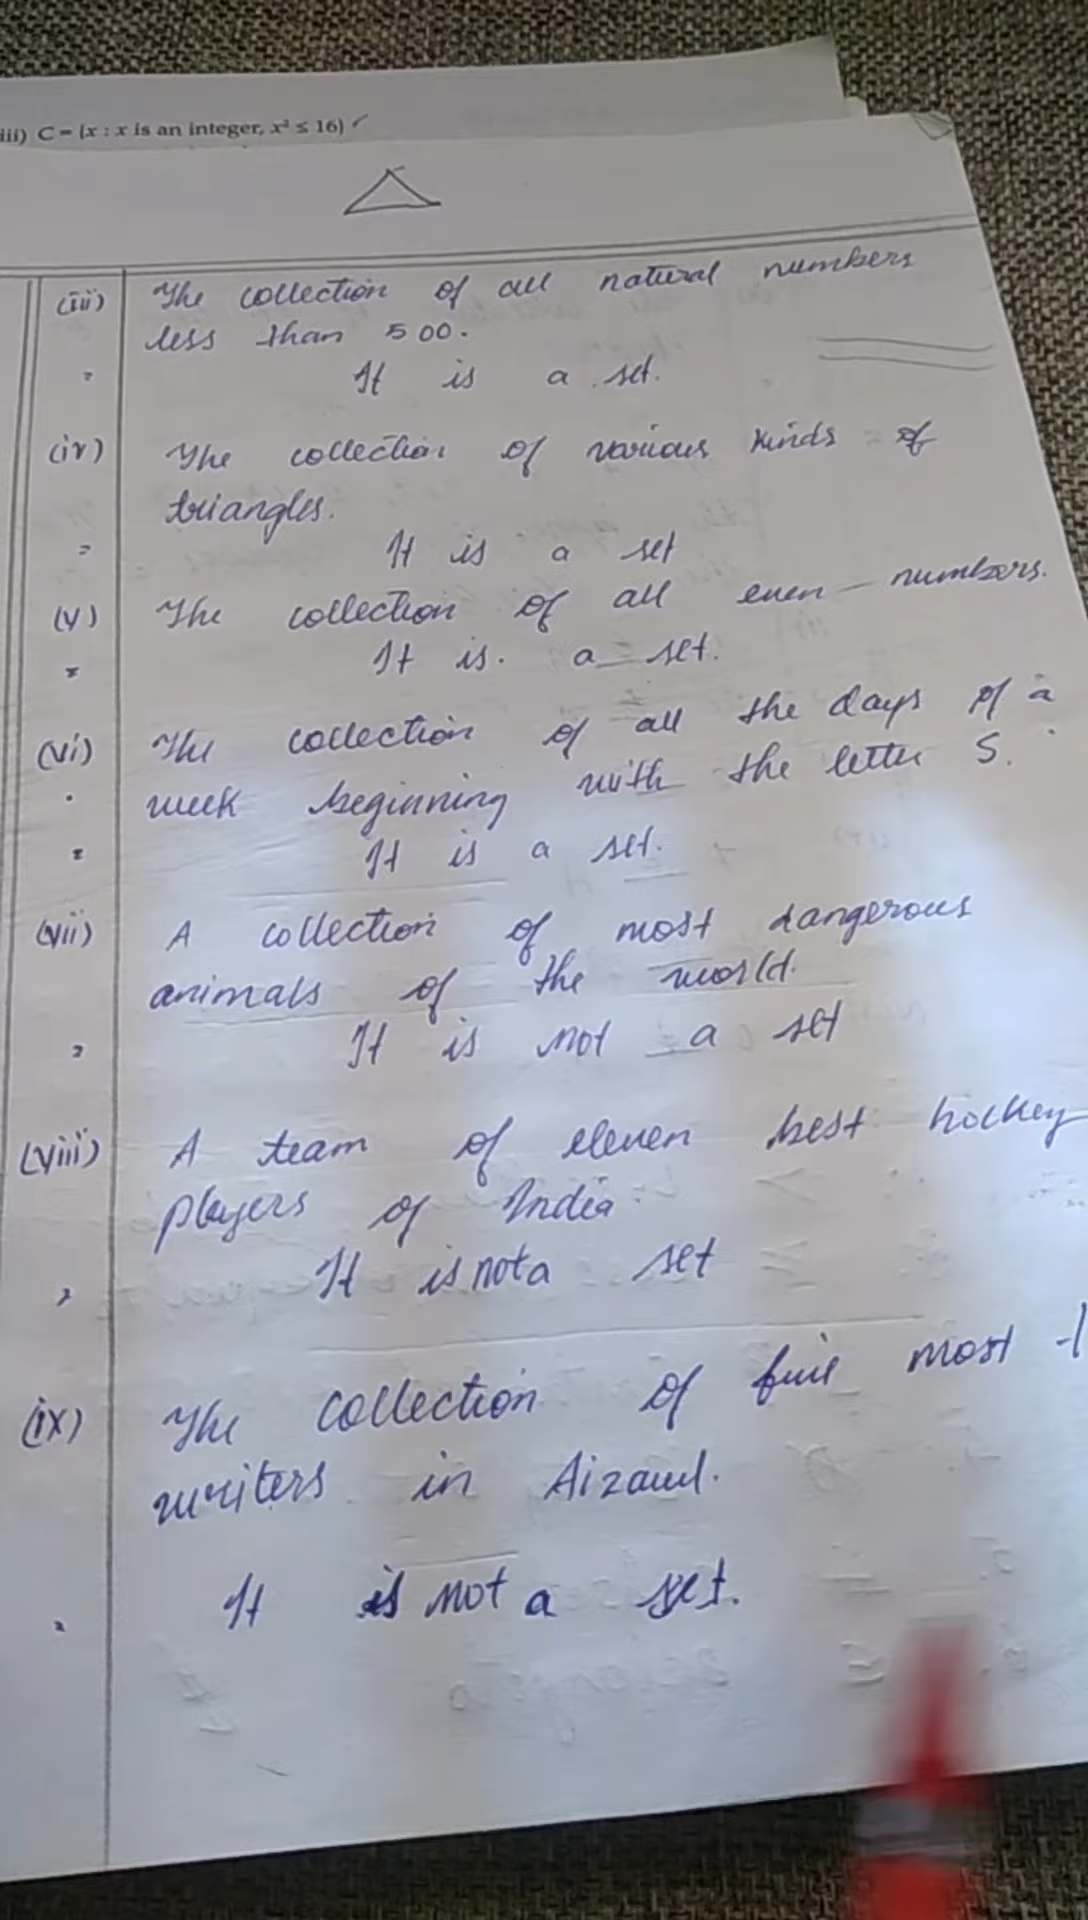 iii) C = {x : x is an integer, x² ≤ 16}
(iii) The collection of all natural numbers
less than 500.
It is a set.
(iv) The collection of various kinds of
triangles.
It is a set
(v) The collection of all even numbers.
It is a set.
(vi) The collection of all the days of a
week beginning with the letter S.
It is a set.
(vii) A collection of most dangerous
animals of the world.
It is not a set
(viii) A team of eleven best hockey
players of India
It is not a set
(ix) The collection of most
writers in Aizawl.
It is not a set.